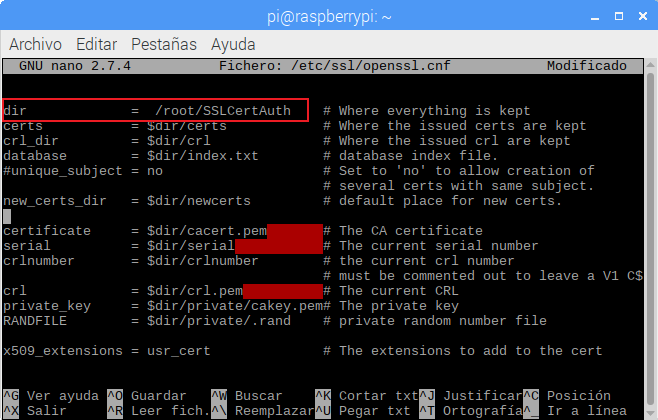 pi@raspberrypi: ~
Archivo Editar Pestañas Ayuda
GNU nano 2.7.4 Fichero: /etc/ssl/openssl.cnf Modificado
dir = /root/SSLCertAuth # Where everything is kept
certs = $dir/certs # Where the issued certs are kept
crl_dir = $dir/crl # Where the issued crl are kept
database = $dir/index.txt # database index file.
#unique_subject = no # Set to 'no' to allow creation of
# several certs with same subject.
new_certs_dir = $dir/newcerts # default place for new certs.
certificate = $dir/cacert.pem # The CA certificate
serial = $dir/serial # The current serial number
crlnumber = $dir/crlnumber # the current crl number
# must be commented out to leave a V1 C$
crl = $dir/crl.pem # The current CRL
private_key = $dir/private/cakey.pem# The private key
RANDFILE = $dir/private/.rand # private random number file
x509_extensions = usr_cert # The extensions to add to the cert
^G Ver ayuda ^O Guardar ^W Buscar ^K Cortar txt ^J Justificar ^C Posición
^X Salir ^R Leer fich. ^\ Reemplazar ^U Pegar txt ^T Ortografía ^_ Ir a línea